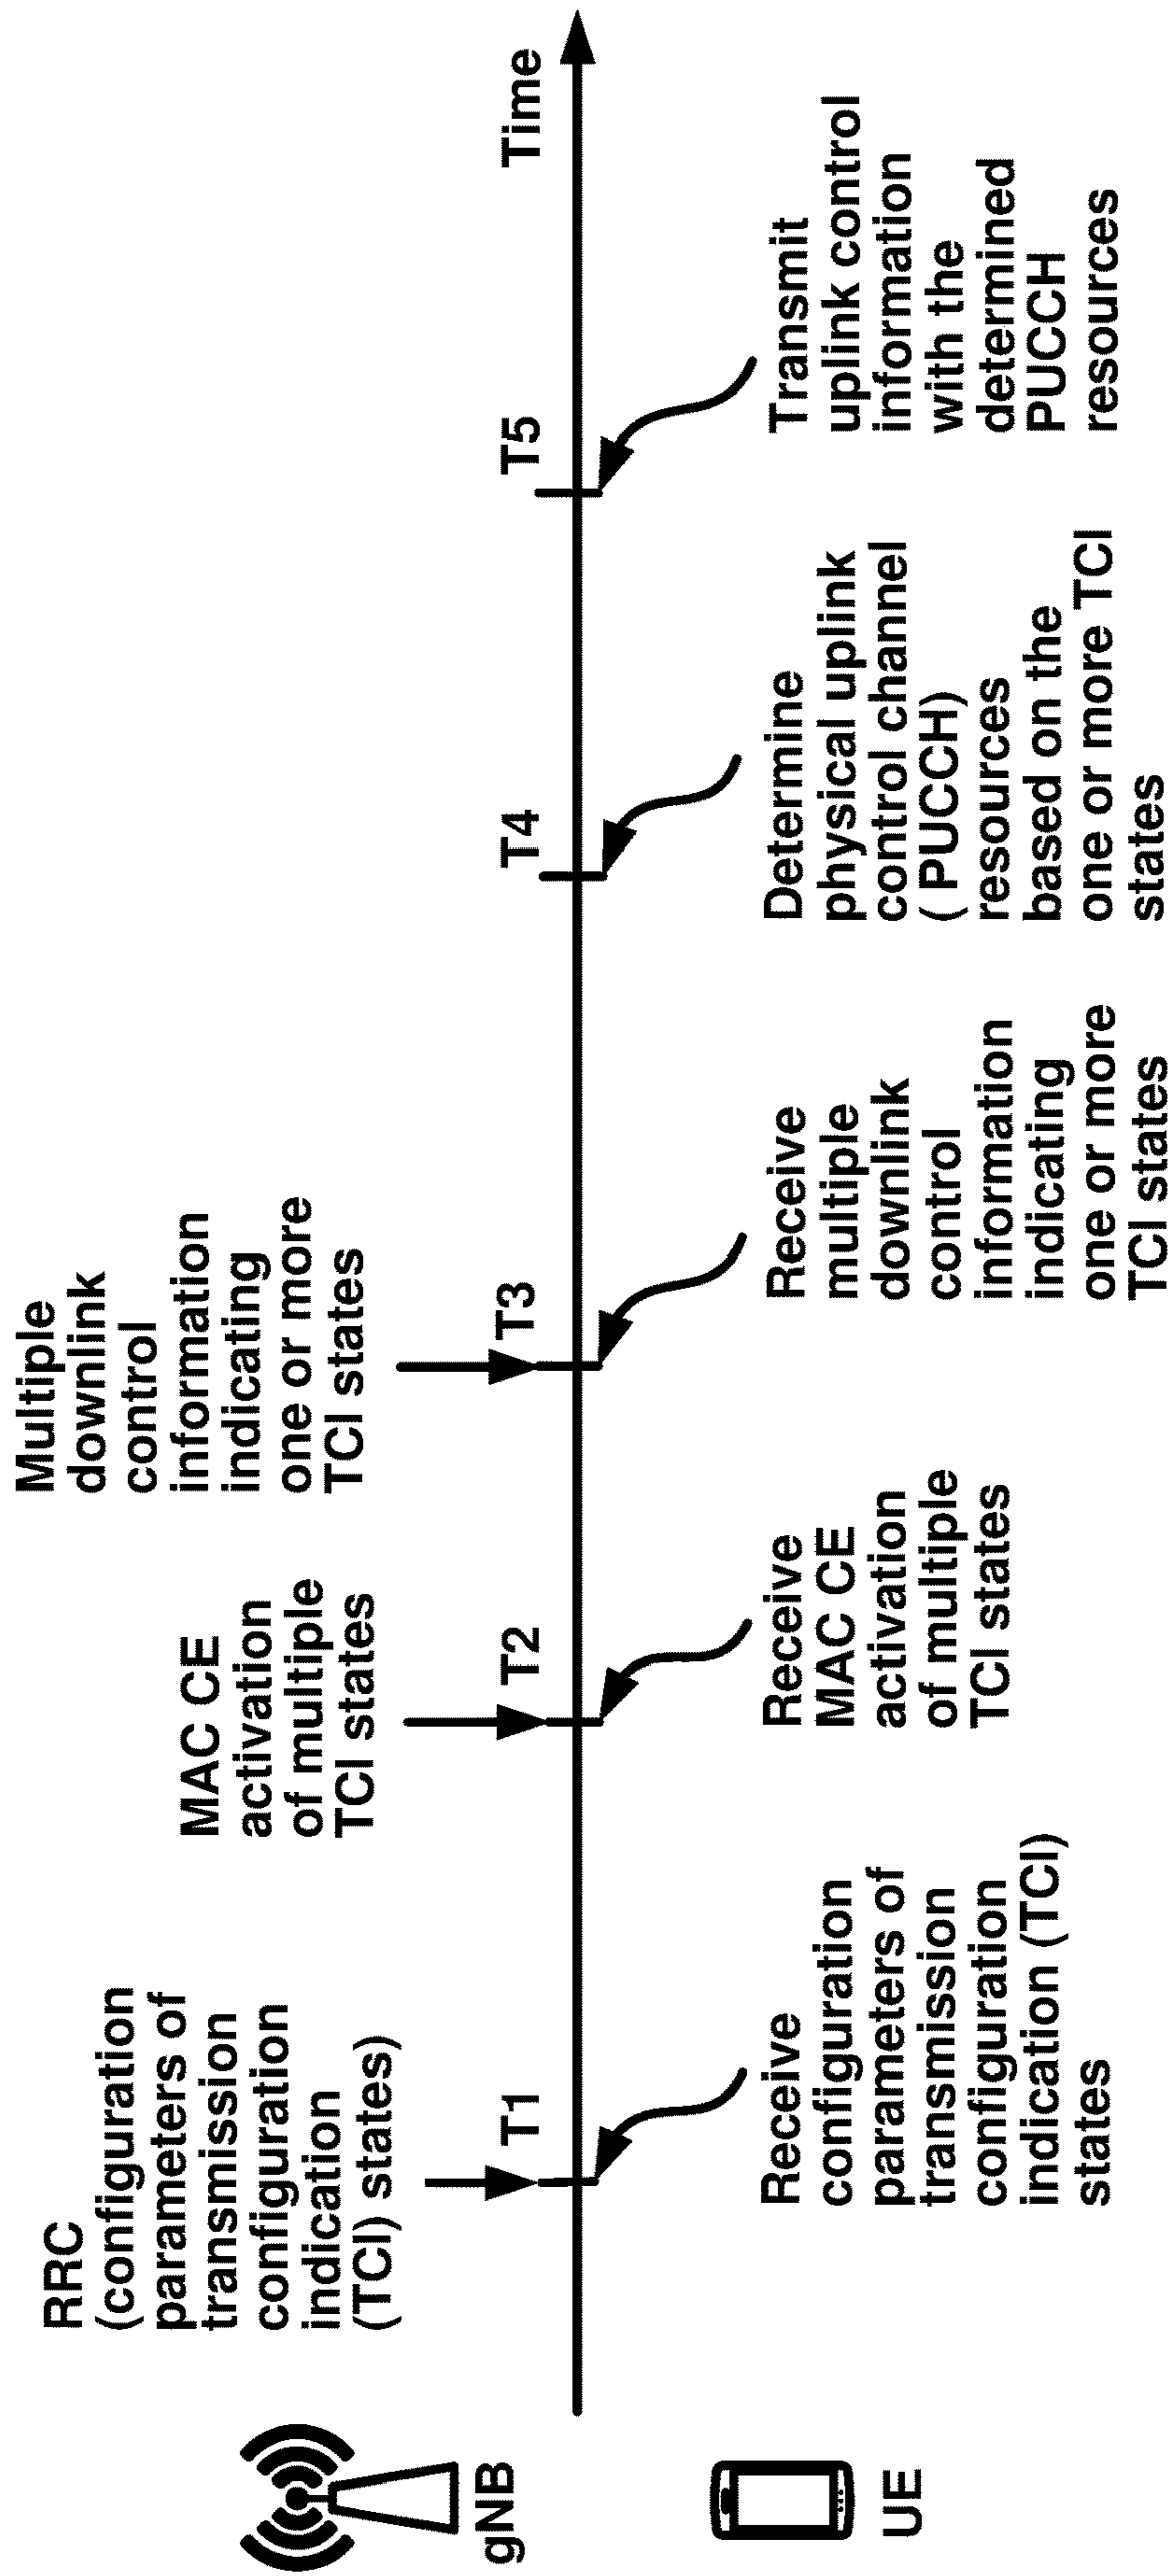 RRC
(configuration
parameters of
transmission
configuration
indication
(TCI) states)
MAC CE
activation
of multiple
TCI states
Multiple
downlink
control
information
indicating
one or more
TCI states
gNB
T1
T2
T3
T4
T5
Time
UE
Receive
configuration
parameters of
transmission
configuration
indication (TCI)
states
Receive
MAC CE
activation
of multiple
TCI states
Receive
multiple
downlink
control
information
indicating
one or more
TCI states
Determine
physical uplink
control channel
( PUCCH)
resources
based on the
one or more TCI
states
Transmit
uplink control
information
with the
determined
PUCCH
resources